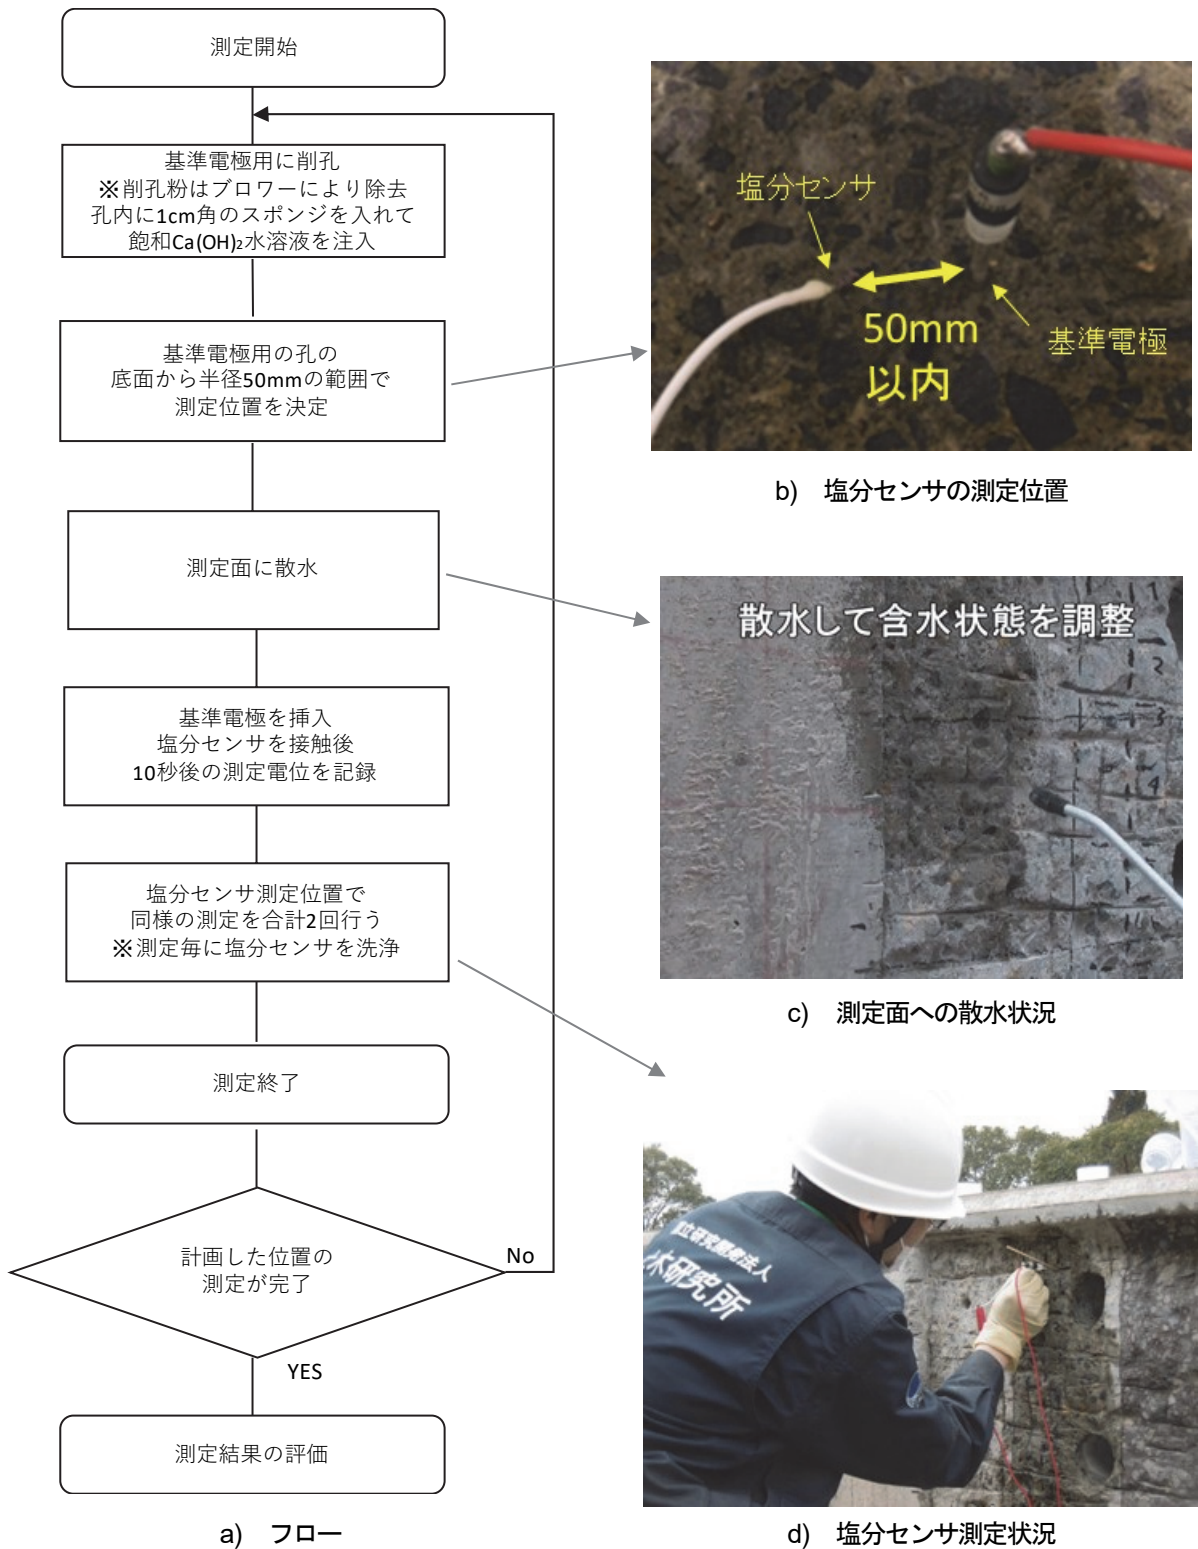 測定開始
基準電極用に削孔
※削孔粉はブロワーにより除去
孔内に1cm角のスポンジを入れて
飽和Ca(OH)₂水溶液を注入
基準電極用の孔の
底面から半径50mmの範囲で
測定位置を決定
測定面に散水
基準電極を挿入
塩分センサを接触後
10秒後の測定電位を記録
塩分センサ測定位置で
同様の測定を合計2回行う
※測定毎に塩分センサを洗浄
測定終了
計画した位置の
測定が完了
No
YES
測定結果の評価
a) フロー
塩分センサ
50mm
以内
基準電極
b) 塩分センサの測定位置
散水して含水状態を調整
1
2
3
4
c) 測定面への散水状況
立研究開発法人
木研究所
d) 塩分センサ測定状況